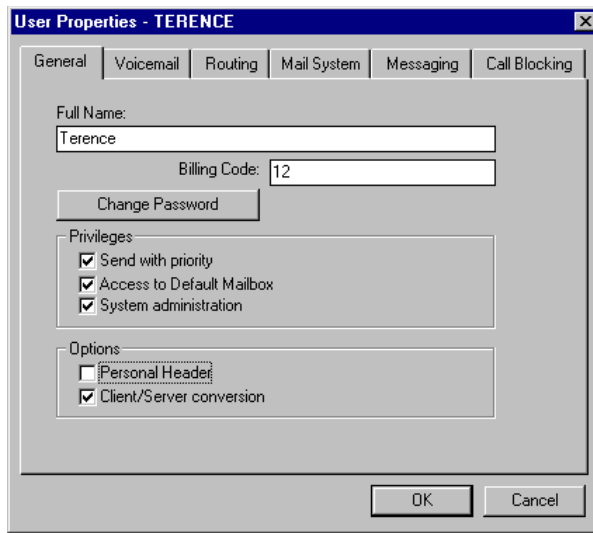 User Properties - TERENCE
General Voicemail Routing Mail System Messaging Call Blocking
Full Name:
Terence
Billing Code: 12
Change Password
Privileges
Send with priority
Access to Default Mailbox
System administration
Options
Personal Header
Client/Server conversion
OK Cancel